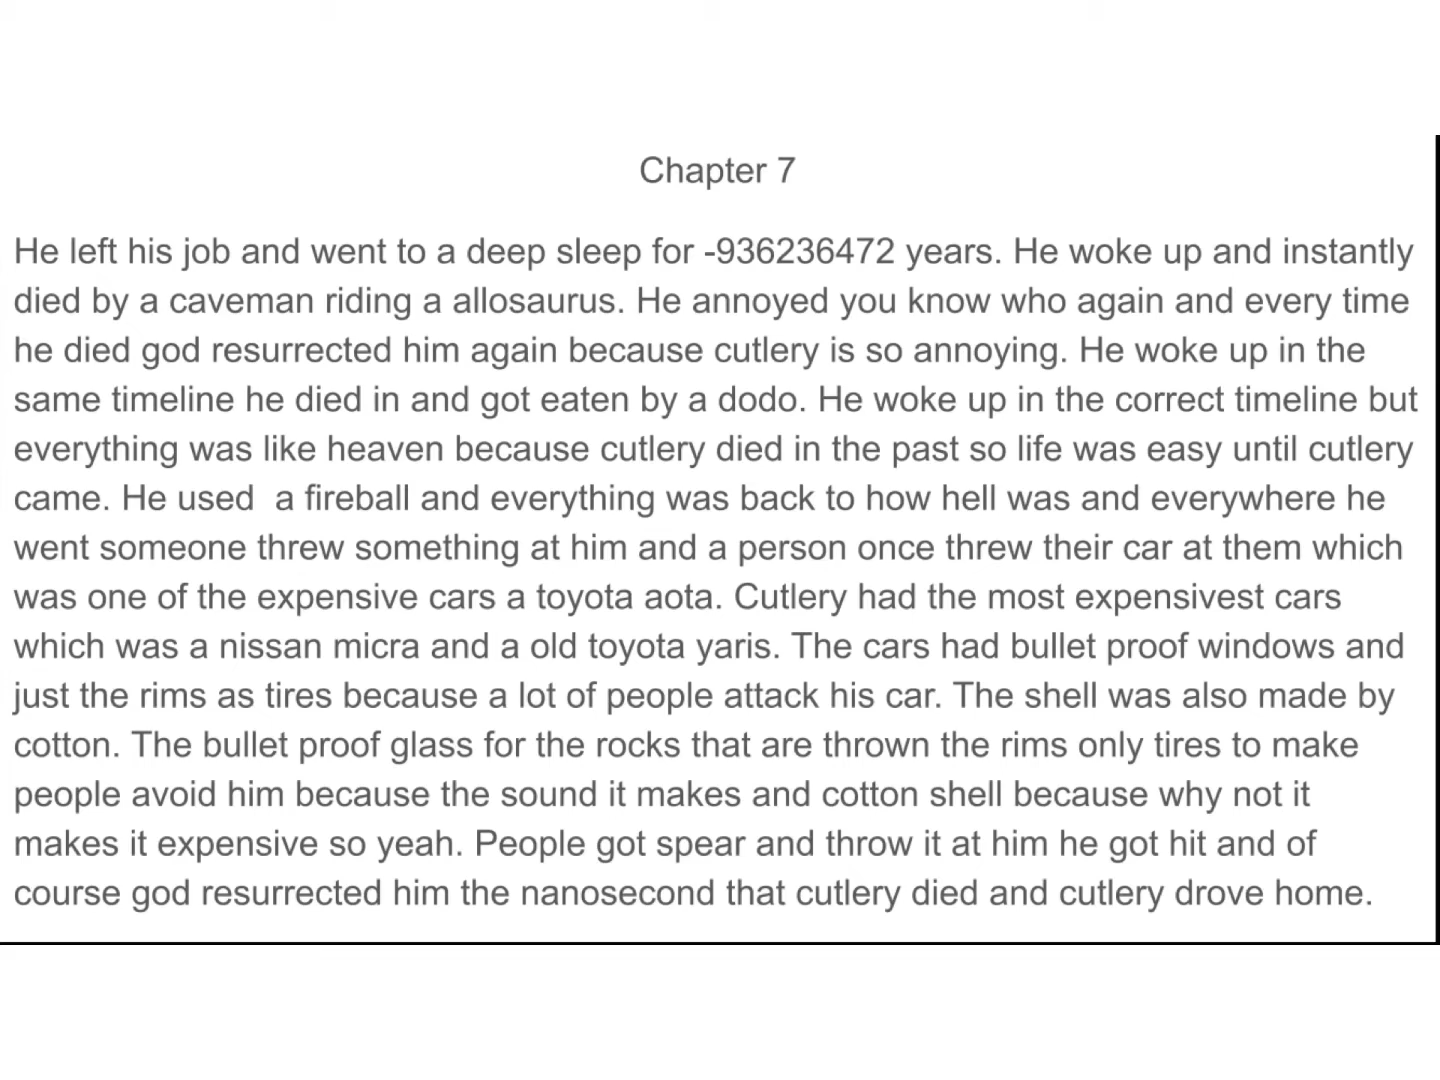 Chapter 7
He left his job and went to a deep sleep for -936236472 years. He woke up and instantly
died by a caveman riding a allosaurus. He annoyed you know who again and every time
he died god resurrected him again because cutlery is so annoying. He woke up in the
same timeline he died in and got eaten by a dodo. He woke up in the correct timeline but
everything was like heaven because cutlery died in the past so life was easy until cutlery
came. He used  a fireball and everything was back to how hell was and everywhere he
went someone threw something at him and a person once threw their car at them which
was one of the expensive cars a toyota aota. Cutlery had the most expensivest cars
which was a nissan micra and a old toyota yaris. The cars had bullet proof windows and
just the rims as tires because a lot of people attack his car. The shell was also made by
cotton. The bullet proof glass for the rocks that are thrown the rims only tires to make
people avoid him because the sound it makes and cotton shell because why not it
makes it expensive so yeah. People got spear and throw it at him he got hit and of
course god resurrected him the nanosecond that cutlery died and cutlery drove home.